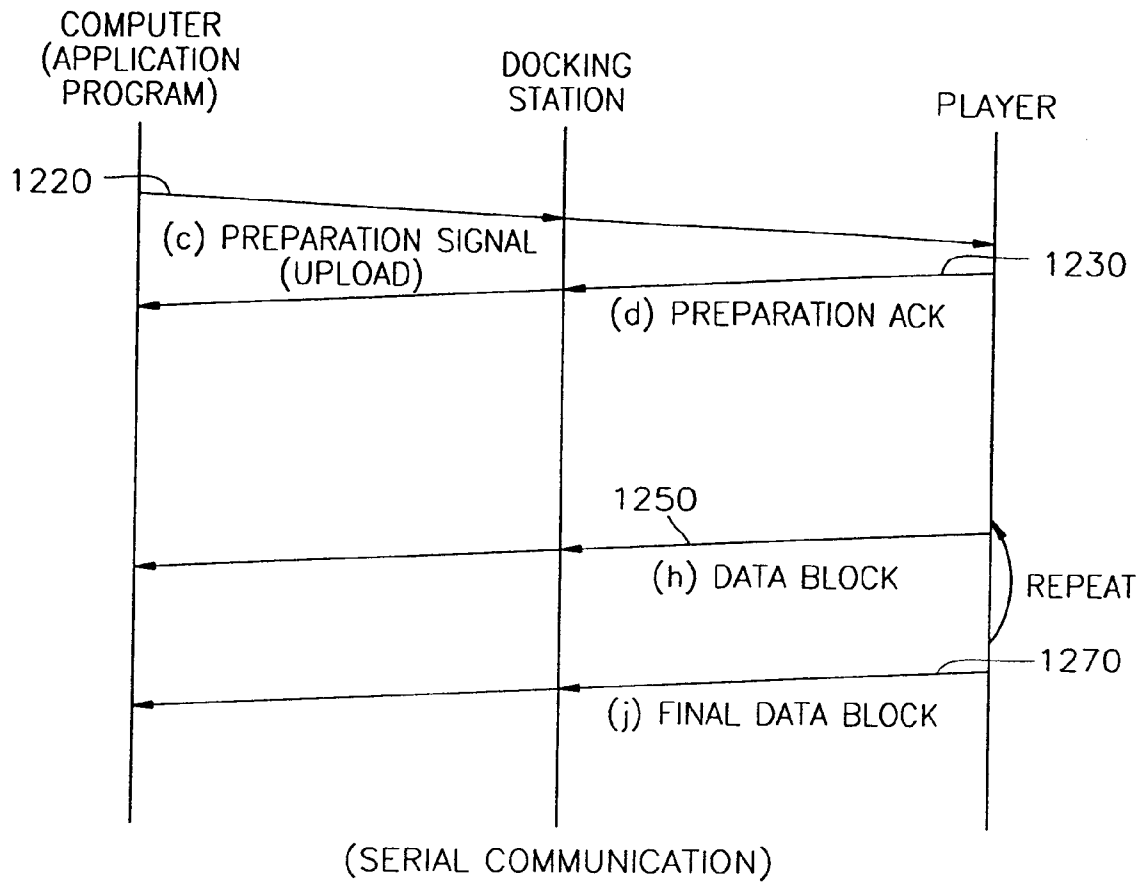 COMPUTER
(APPLICATION
PROGRAM)
DOCKING
STATION
PLAYER
1220
(c) PREPARATION SIGNAL
(UPLOAD)
1230
(d) PREPARATION ACK
1250
(h) DATA BLOCK
REPEAT
1270
(j) FINAL DATA BLOCK
(SERIAL COMMUNICATION)